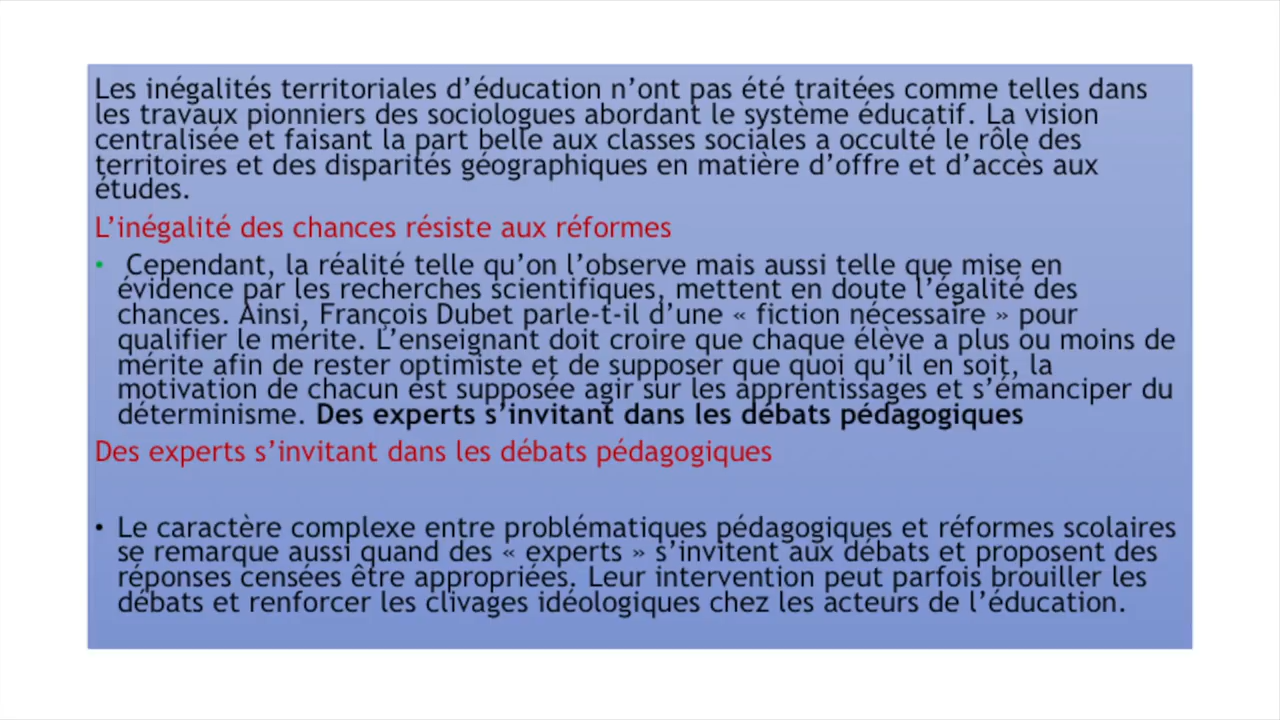 Les inégalités territoriales d’éducation n’ont pas été traitées comme telles dans
les travaux pionniers des sociologues abordant le système éducatif. La vision
centralisée et faisant la part belle aux classes sociales a occulté le rôle des
territoires et des disparités géographiques en matière d’offre et d’accès aux
études.
L’inégalité des chances résiste aux réformes
• Cependant, la réalité telle qu’on l’observe mais aussi telle que mise en
évidence par les recherches scientifiques, mettent en doute l’égalité des
chances. Ainsi, François Dubet parle-t-il d’une « fiction nécessaire » pour
qualifier le mérite. L’enseignant doit croire que chaque élève a plus ou moins de
mérite afin de rester optimiste et de supposer que quoi qu’il en soit, la
motivation de chacun est supposée agir sur les apprentissages et s’émanciper du
déterminisme. Des experts s’invitant dans les débats pédagogiques
Des experts s’invitant dans les débats pédagogiques
• Le caractère complexe entre problématiques pédagogiques et réformes scolaires
se remarque aussi quand des « experts » s’invitent aux débats et proposent des
réponses censées être appropriées. Leur intervention peut parfois brouiller les
débats et renforcer les clivages idéologiques chez les acteurs de l’éducation.